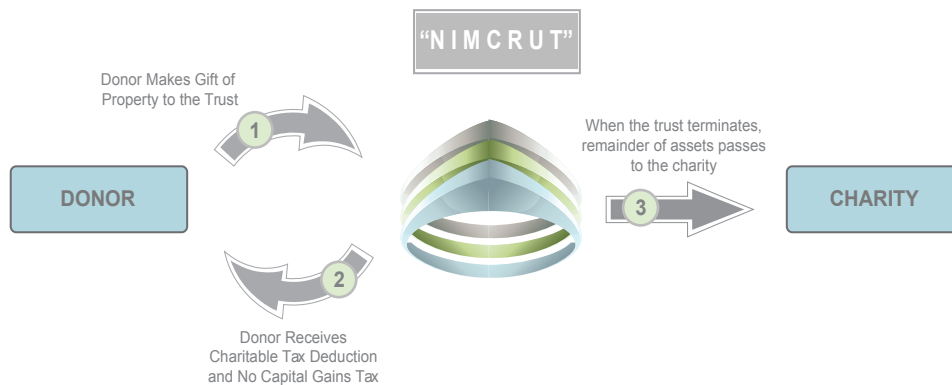 “NIMCRUT”
Donor Makes Gift of
Property to the Trust
1
When the trust terminates,
remainder of assets passes
to the charity
DONOR
3
CHARITY
2
Donor Receives
Charitable Tax Deduction
and No Capital Gains Tax